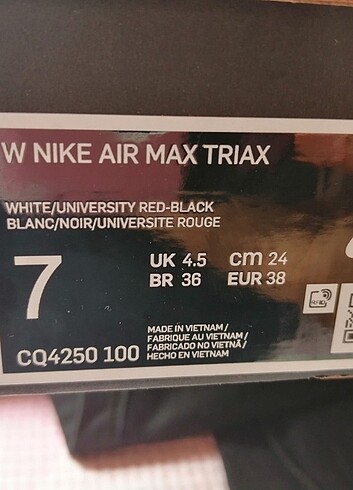 W NIKE AIR MAX TRIAX
WHITE/UNIVERSITY RED-BLACK
BLANC/NOIR/UNIVERSITE ROUGE
7
UK 4.5 cm 24
BR 36 EUR 38
CQ4250 100
MADE IN VIETNAM /
FABRIQUE AU VIETNAM /
FABRICADO NO VIETNÃ /
HECHO EN VIETNAM